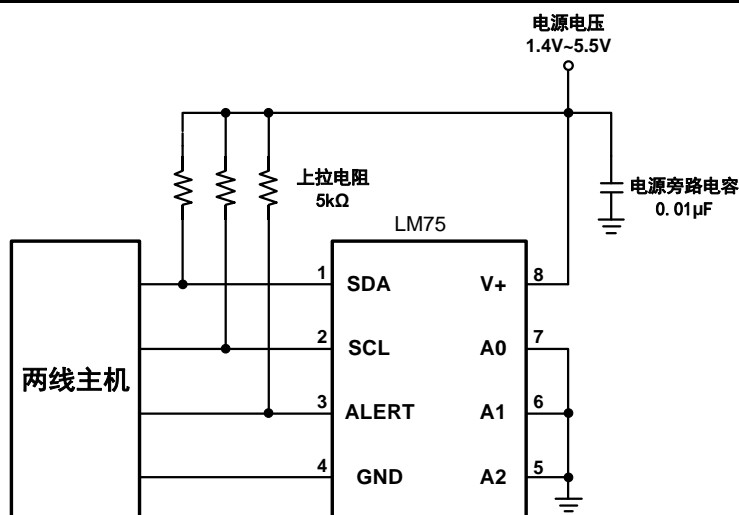 电源电压
1.4V~5.5V
上拉电阻
5kΩ
电源旁路电容
0.01µF
LM75
两线主机
1 SDA V+ 8
2 SCL A0 7
3 ALERT A1 6
4 GND A2 5